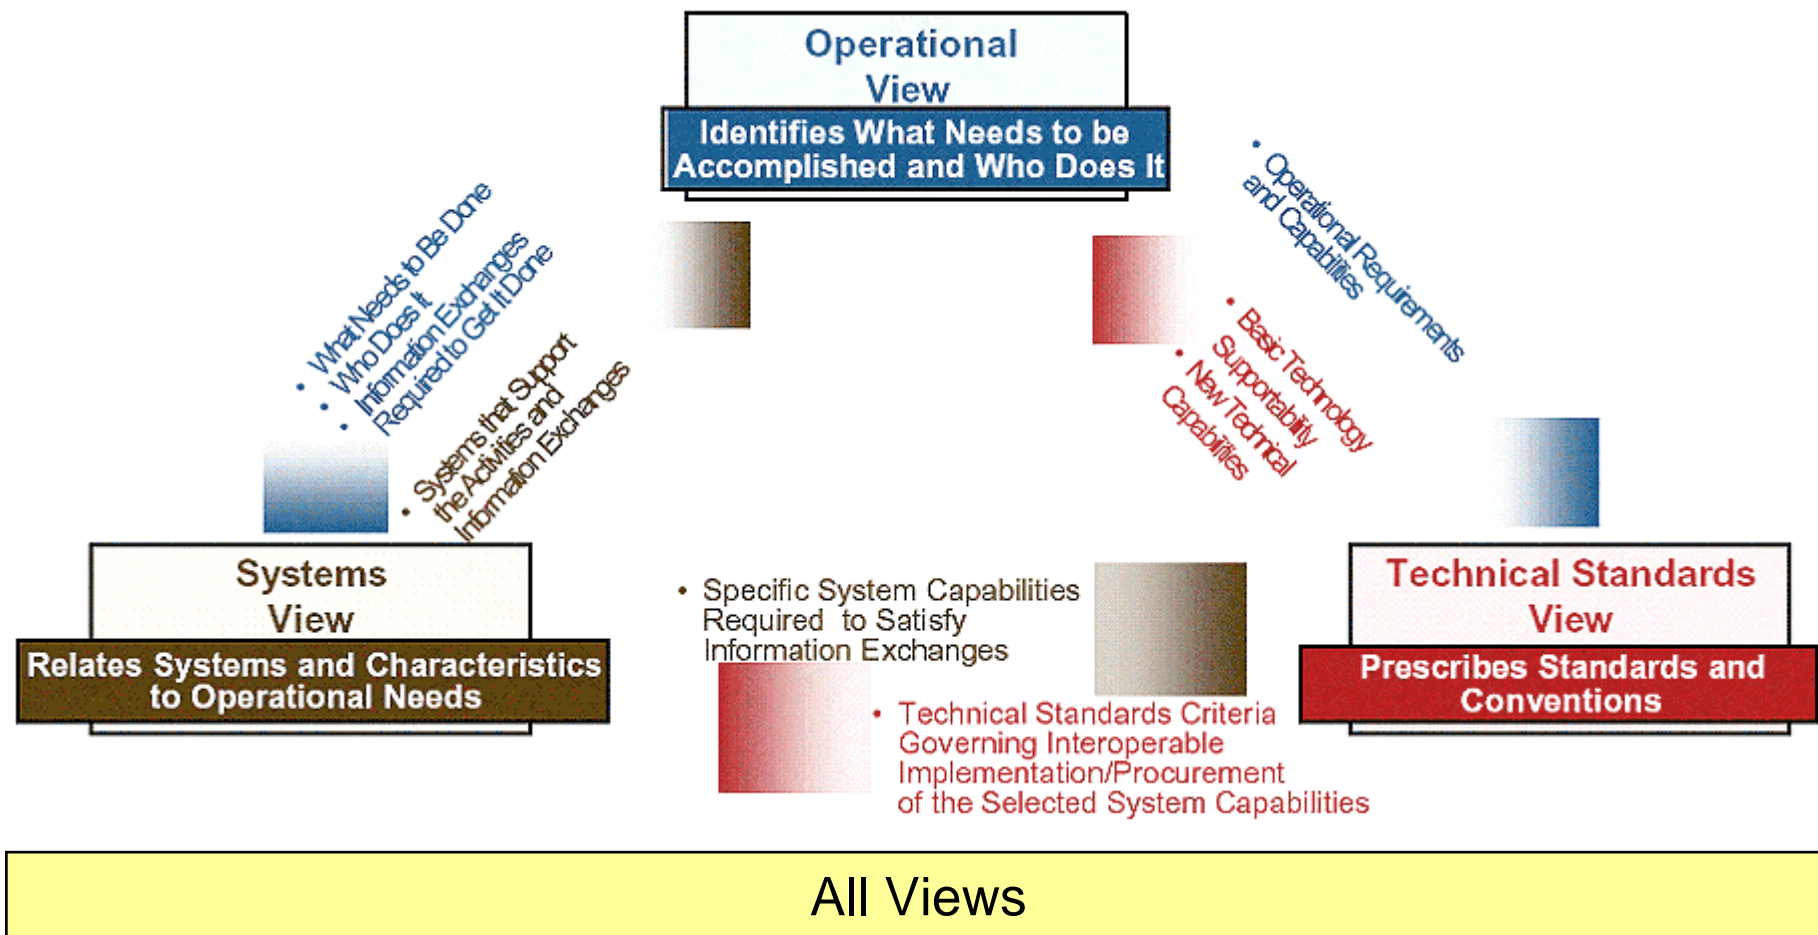 Operational
View
Identifies What Needs to be
Accomplished and Who Does It
• What Needs to Be Done
• Who Does It
• Information Exchanges
Required to Get It Done
• Systems that Support
the Activities and
Information Exchanges
• Operational Requirements
and Capabilities
• Basic Technology
Supportability
• New Technical
Capabilities
Systems
View
Relates Systems and Characteristics
to Operational Needs
• Specific System Capabilities
Required to Satisfy
Information Exchanges
• Technical Standards Criteria
Governing Interoperable
Implementation/Procurement
of the Selected System Capabilities
Technical Standards
View
Prescribes Standards and
Conventions
All Views